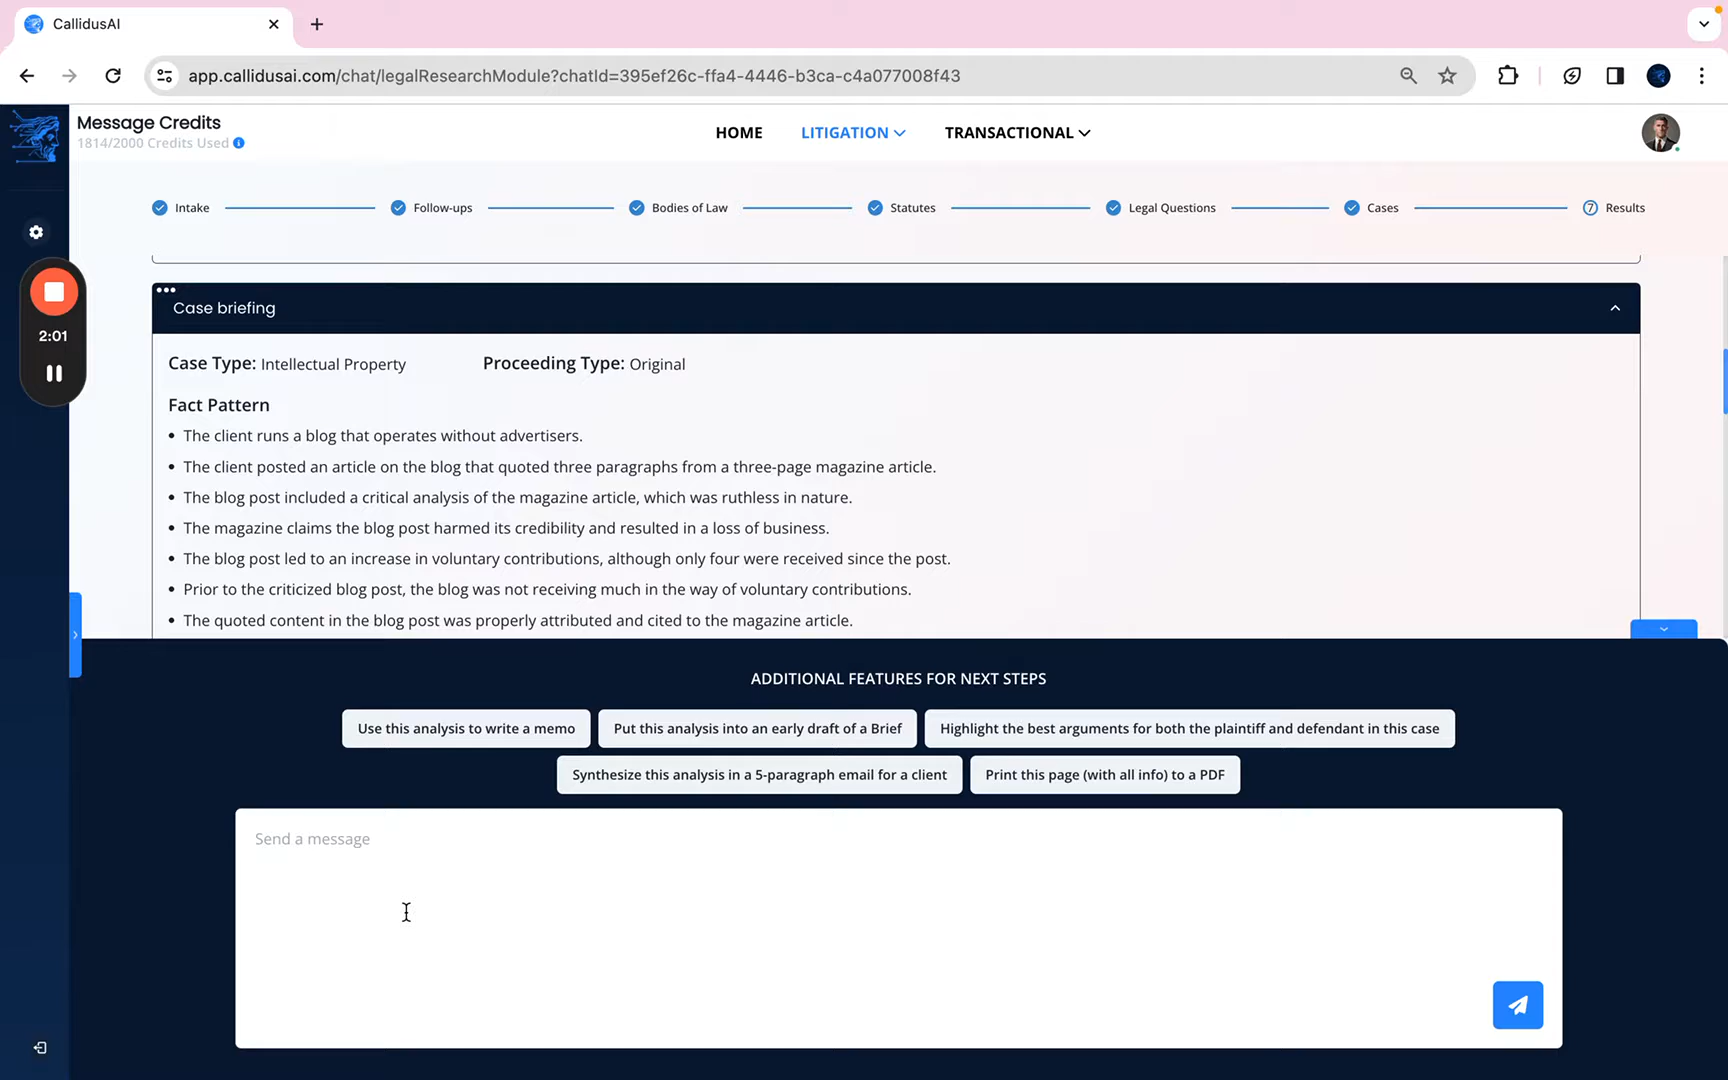 CallidusAI
app.callidusai.com/chat/legalResearchModule?chatId=395ef26c-ffa4-4446-b3ca-c4a077008f43
Message Credits
1814/2000 Credits Used
HOME
LITIGATION
TRANSACTIONAL
Intake
Follow-ups
Bodies of Law
Statutes
Legal Questions
Cases
7 Results
2:01
Case briefing
Case Type: Intellectual Property
Proceeding Type: Original
Fact Pattern
• The client runs a blog that operates without advertisers.
• The client posted an article on the blog that quoted three paragraphs from a three-page magazine article.
• The blog post included a critical analysis of the magazine article, which was ruthless in nature.
• The magazine claims the blog post harmed its credibility and resulted in a loss of business.
• The blog post led to an increase in voluntary contributions, although only four were received since the post.
• Prior to the criticized blog post, the blog was not receiving much in the way of voluntary contributions.
• The quoted content in the blog post was properly attributed and cited to the magazine article.
ADDITIONAL FEATURES FOR NEXT STEPS
Use this analysis to write a memo
Put this analysis into an early draft of a Brief
Highlight the best arguments for both the plaintiff and defendant in this case
Synthesize this analysis in a 5-paragraph email for a client
Print this page (with all info) to a PDF
Send a message